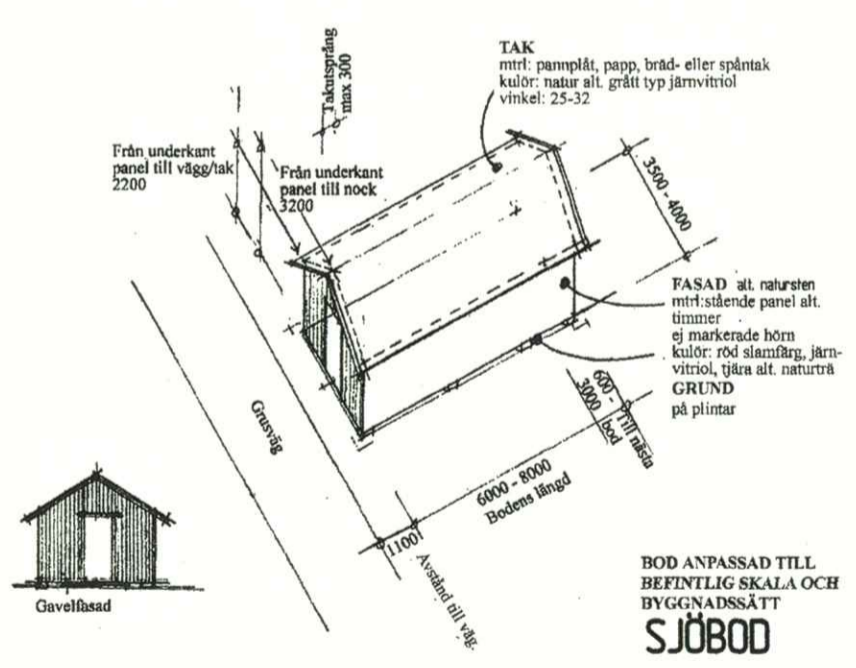 TAK
mtrl: pannplåt, papp, bräd- eller spåntak
kulör: natur alt. grått typ järnvitriol
vinkel: 25-32
Takutsprång
max 300
Från underkant
panel till vägg/tak
2200
Från underkant
panel till nock
3200
3500 - 4000
FASAD alt. natursten
mtrl:stående panel alt.
timmer
ej markerade hörn
kulör: röd slamfärg, järn-
vitriol, tjära alt. naturträ
GRUND
på plintar
600 - Till nästa
3000 bod
Grusväg
6000 - 8000
Bodens längd
1100
Avstånd till väg.
Gavelfasad
BOD ANPASSAD TILL
BEFINTLIG SKALA OCH
BYGGNADSSÄTT
SJÖBOD